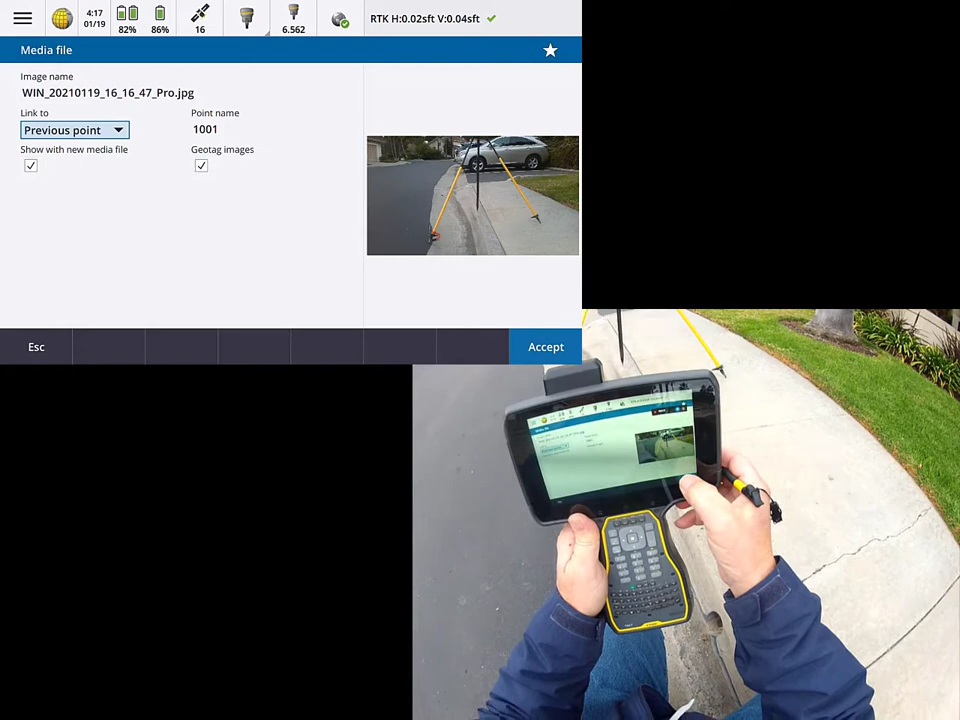 4:17
01/19
82%
86%
16
6.562
RTK H:0.02sft V:0.04sft
Media file
Image name
WIN_20210119_16_16_47_Pro.jpg
Link to
Point name
Previous point
1001
Show with new media file
Geotag images
Esc
Accept